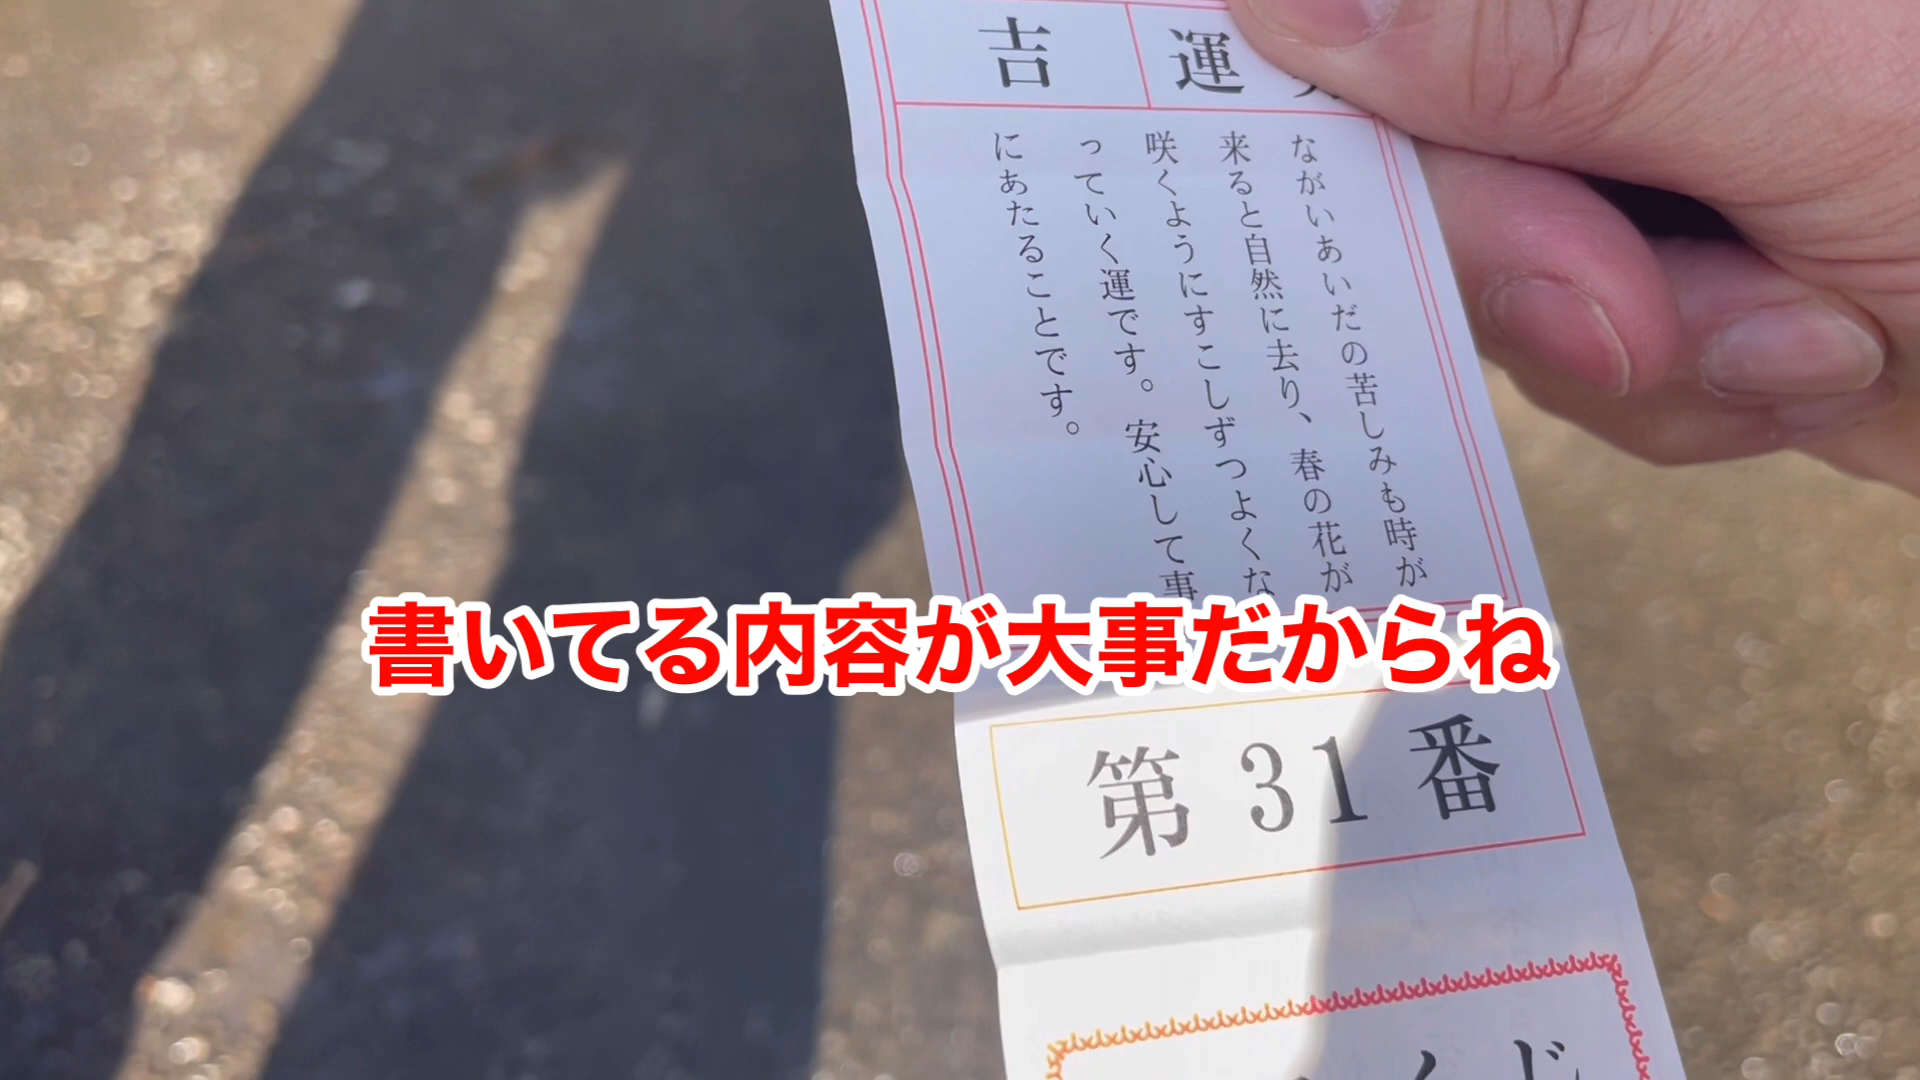 運
吉
ながいあいだの苦しみも時が
来ると自然に去り、春の花が
咲くようにすこしずつよくな
っていく運です。安心して事
にあたることです。
書いてる内容が大事だからね
第31番
くじ